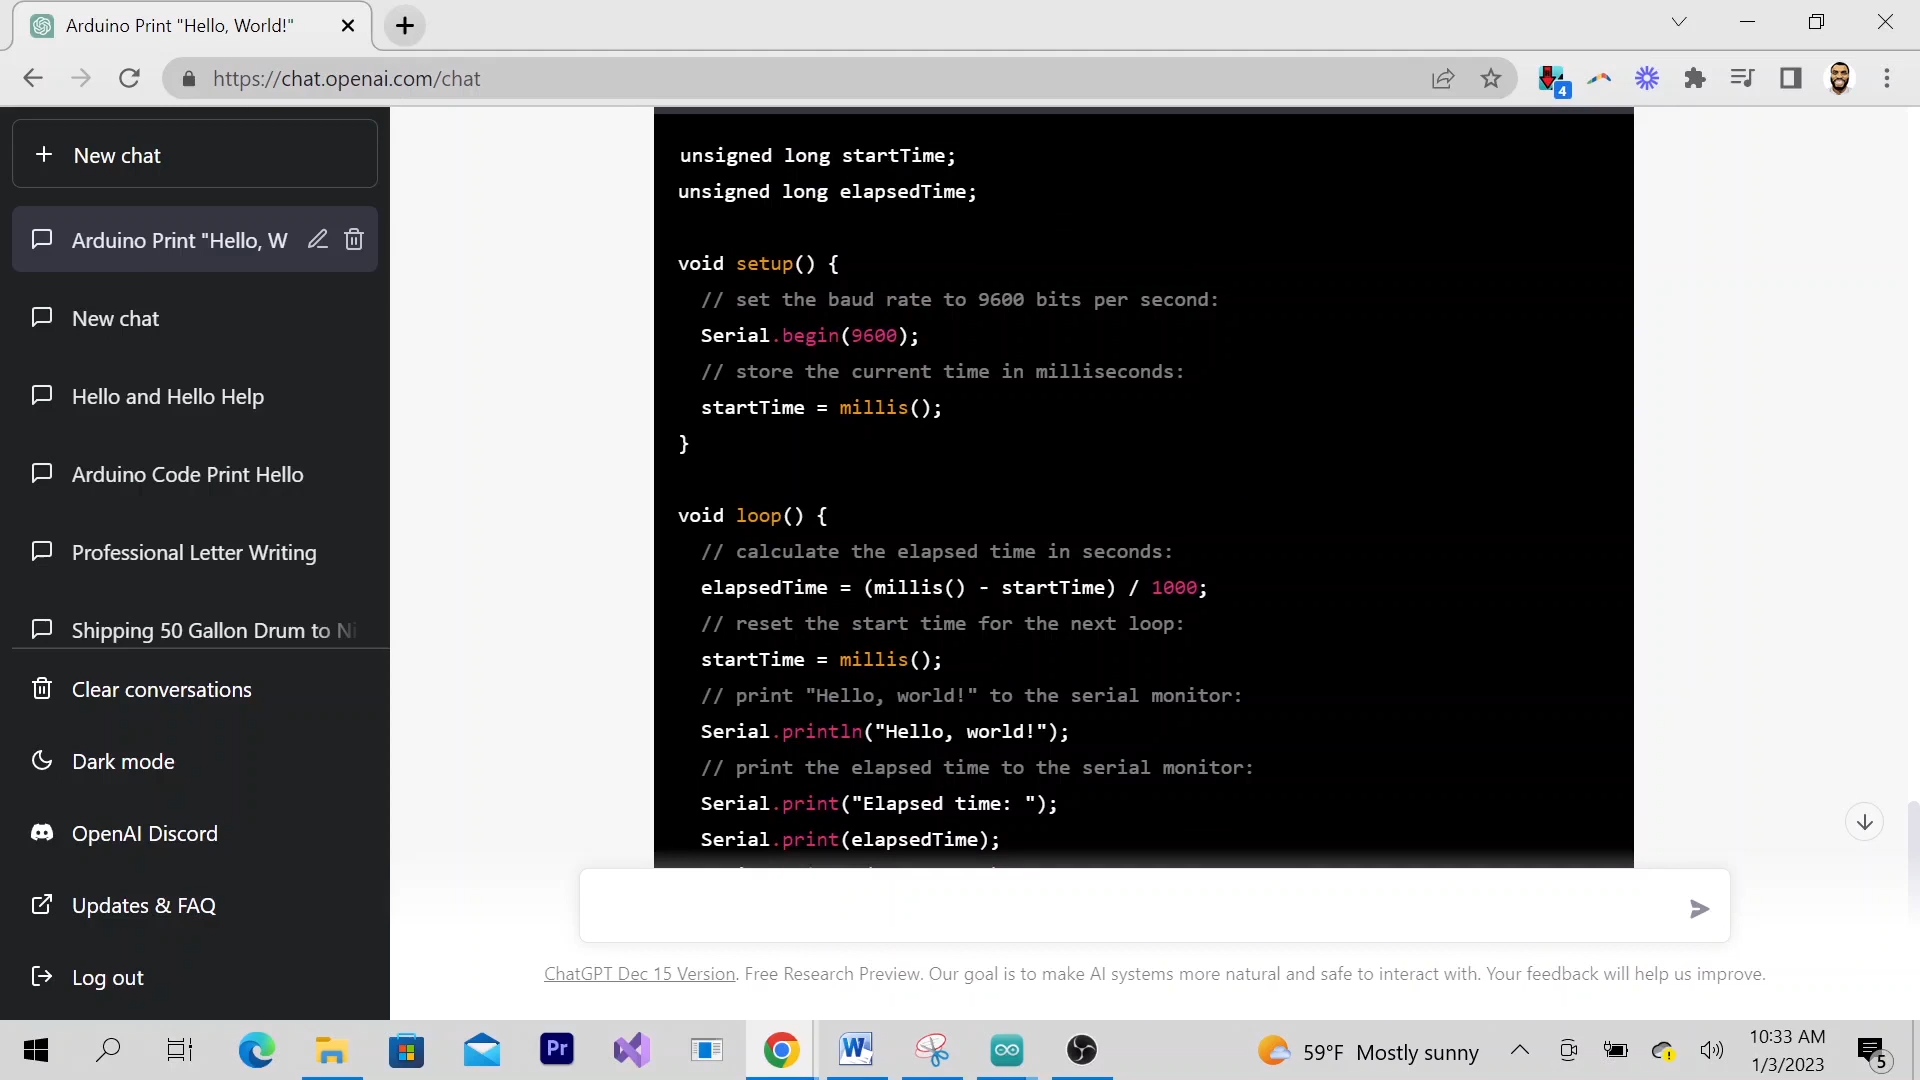 Arduino Print "Hello, World!"
https://chat.openai.com/chat
4
New chat
Arduino Print "Hello, W
New chat
Hello and Hello Help
Arduino Code Print Hello
Professional Letter Writing
Shipping 50 Gallon Drum to Ni
Clear conversations
Dark mode
OpenAI Discord
Updates & FAQ
Log out
unsigned long startTime;
unsigned long elapsedTime;
void setup() {
// set the baud rate to 9600 bits per second:
Serial.begin(9600);
// store the current time in milliseconds:
startTime = millis();
}
void loop() {
// calculate the elapsed time in seconds:
elapsedTime = (millis() - startTime) / 1000;
// reset the start time for the next loop:
startTime = millis();
// print "Hello, world!" to the serial monitor:
Serial.println("Hello, world!");
// print the elapsed time to the serial monitor:
Serial.print("Elapsed time: ");
Serial.print(elapsedTime);
ChatGPT Dec 15 Version. Free Research Preview. Our goal is to make AI systems more natural and safe to interact with. Your feedback will help us improve.
Pr
W
59°F Mostly sunny
10:33 AM
1/3/2023
5